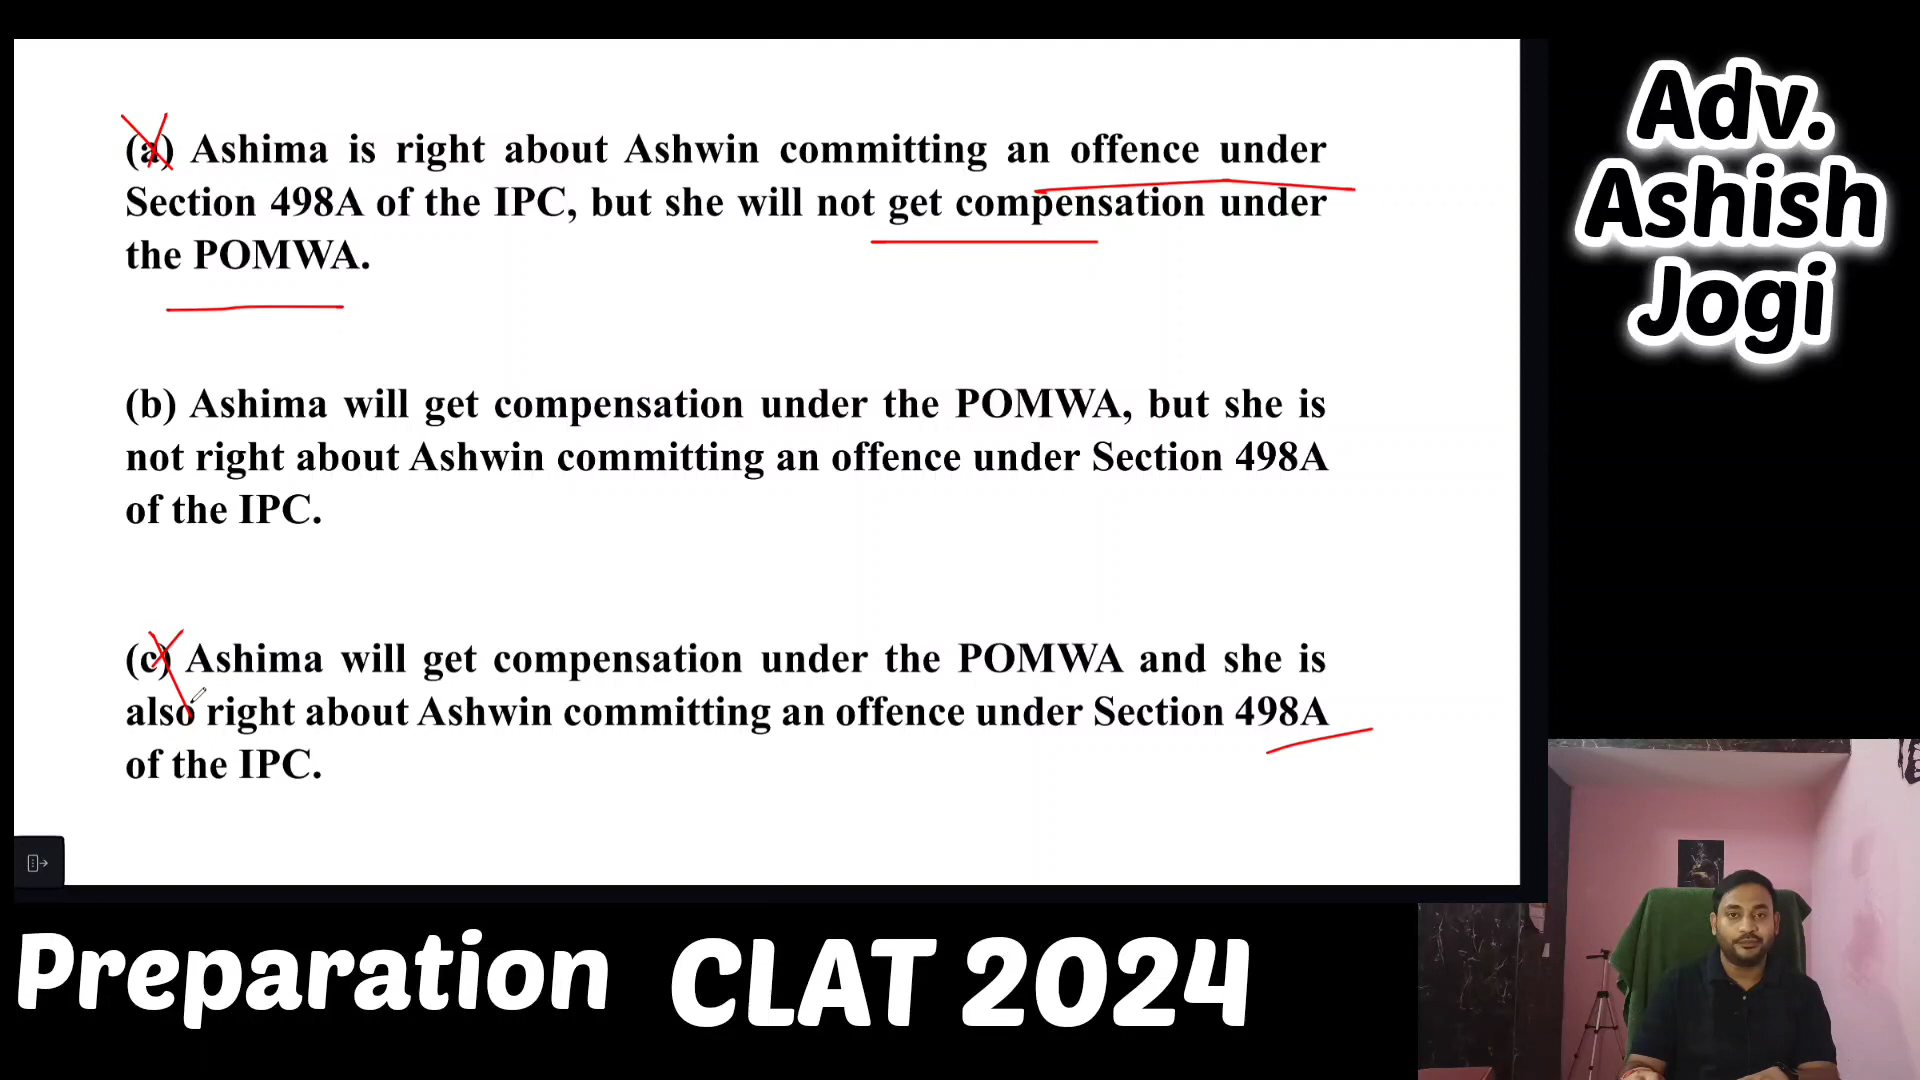 (a) Ashima is right about Ashwin committing an offence under
Section 498A of the IPC, but she will not get compensation under
the POMWA.
(b) Ashima will get compensation under the POMWA, but she is
not right about Ashwin committing an offence under Section 498A
of the IPC.
(c) Ashima will get compensation under the POMWA and she is
also right about Ashwin committing an offence under Section 498A
of the IPC.
Adv.
Ashish
Jogi
Preparation CLAT 2024